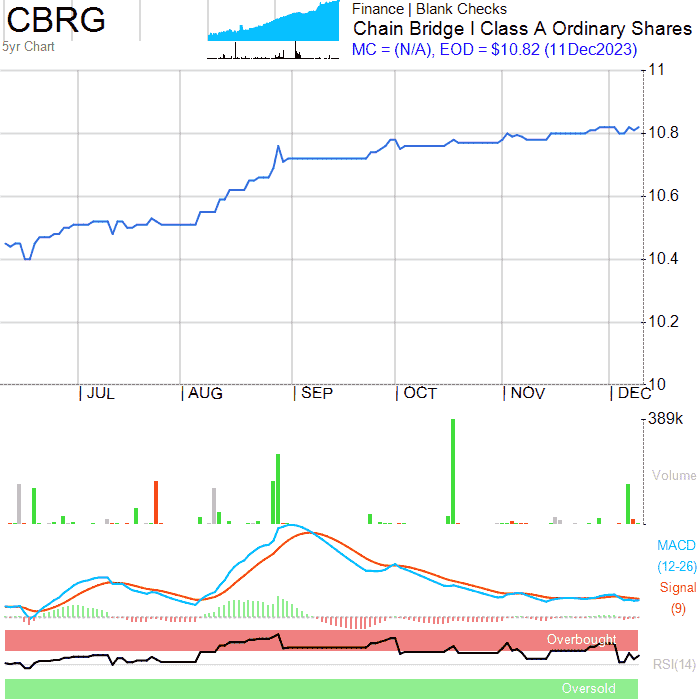 CBRG
5yr Chart
Finance | Blank Checks
Chain Bridge I Class A Ordinary Shares
MC = (N/A), EOD = $10.82 (11Dec2023)
11
10.8
10.6
10.4
10.2
10
| JUL | AUG | SEP | OCT | NOV | DEC
389k
Volume
MACD
(12-26)
Signal
(9)
Overbought
RSI(14)
Oversold